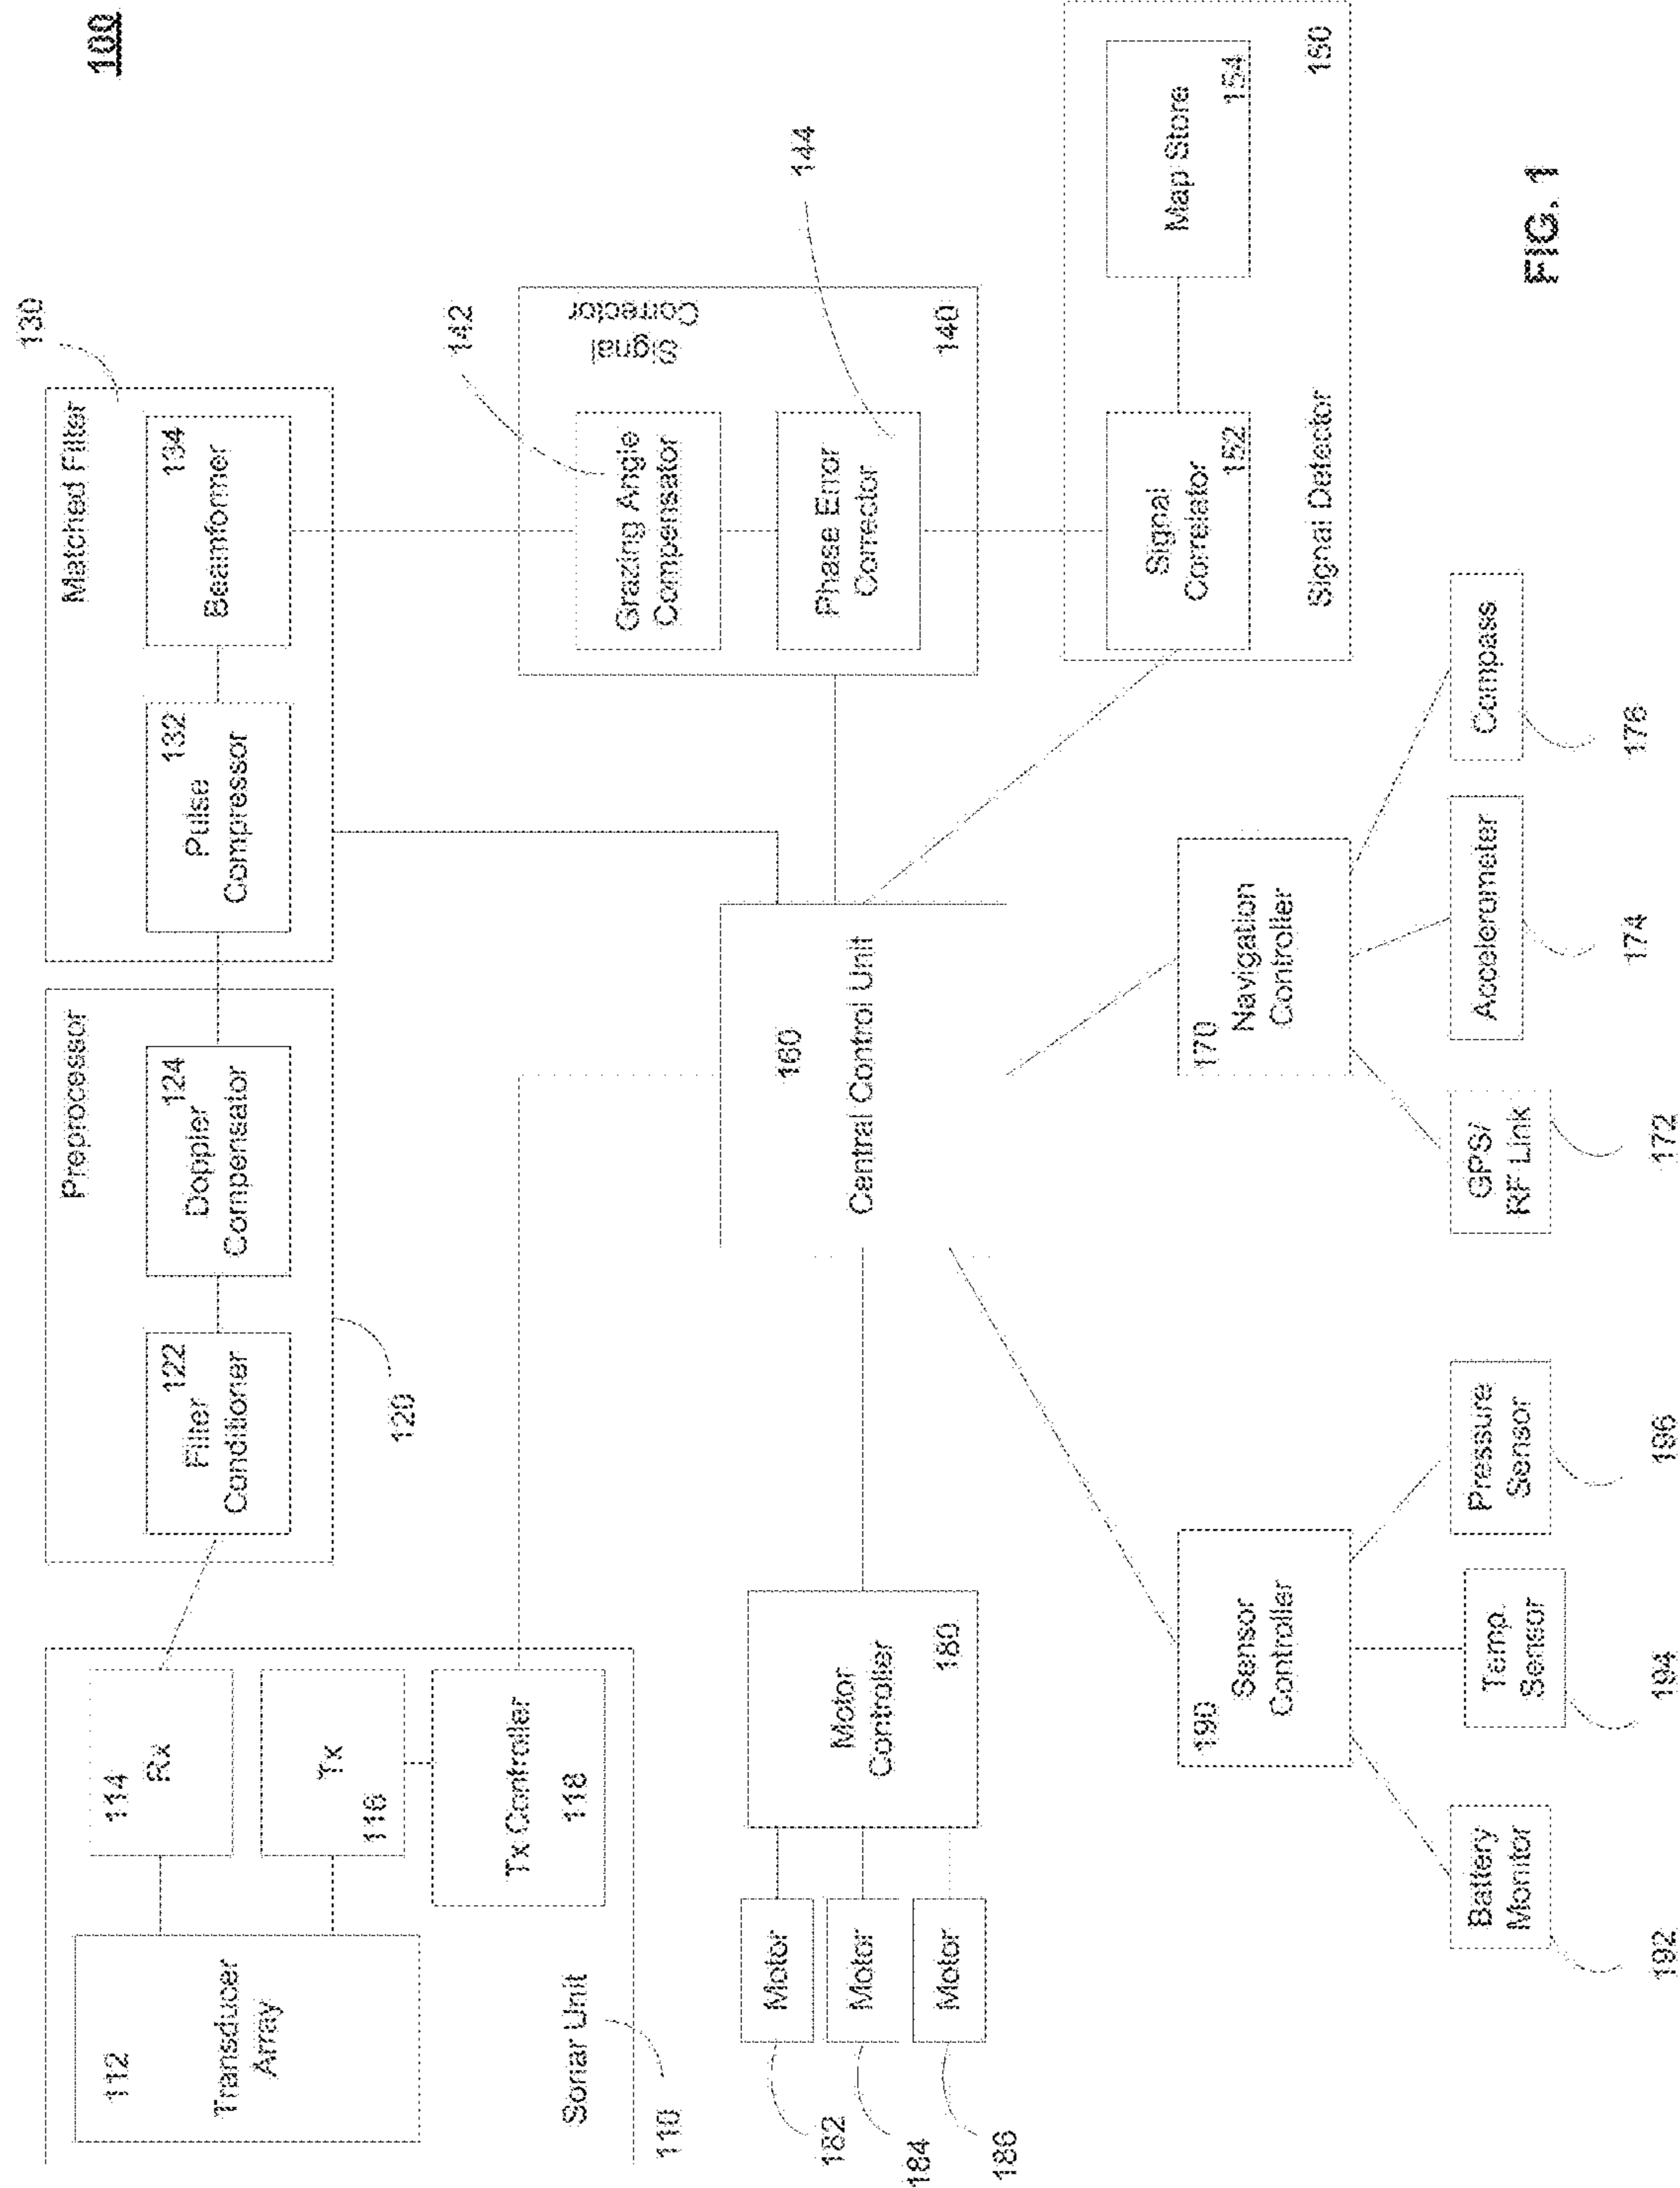 100
130
Preprocessor
Matched Filter
112
Transducer
Array
114
Rx
Tx
116
Tx Controller
118
Sonar Unit
110
122
Filter
Conditioner
124
Doppler
Compensator
120
132
Pulse
Compressor
134
Beamformer
142
Grazing Angle
Compensator
Signal
Corrector
Phase Error
Corrector
140
144
160
Central Control Unit
Motor
Controller
180
Motor
Motor
Motor
182
184
186
Signal
Correlator
152
Map Store
154
Signal Detector
150
190
Sensor
Controller
170
Navigation
Controller
Battery
Monitor
Temp.
Sensor
Pressure
Sensor
GPS/
RF Link
Accelerometer
Compass
192
194
196
172
174
176
FIG. 1